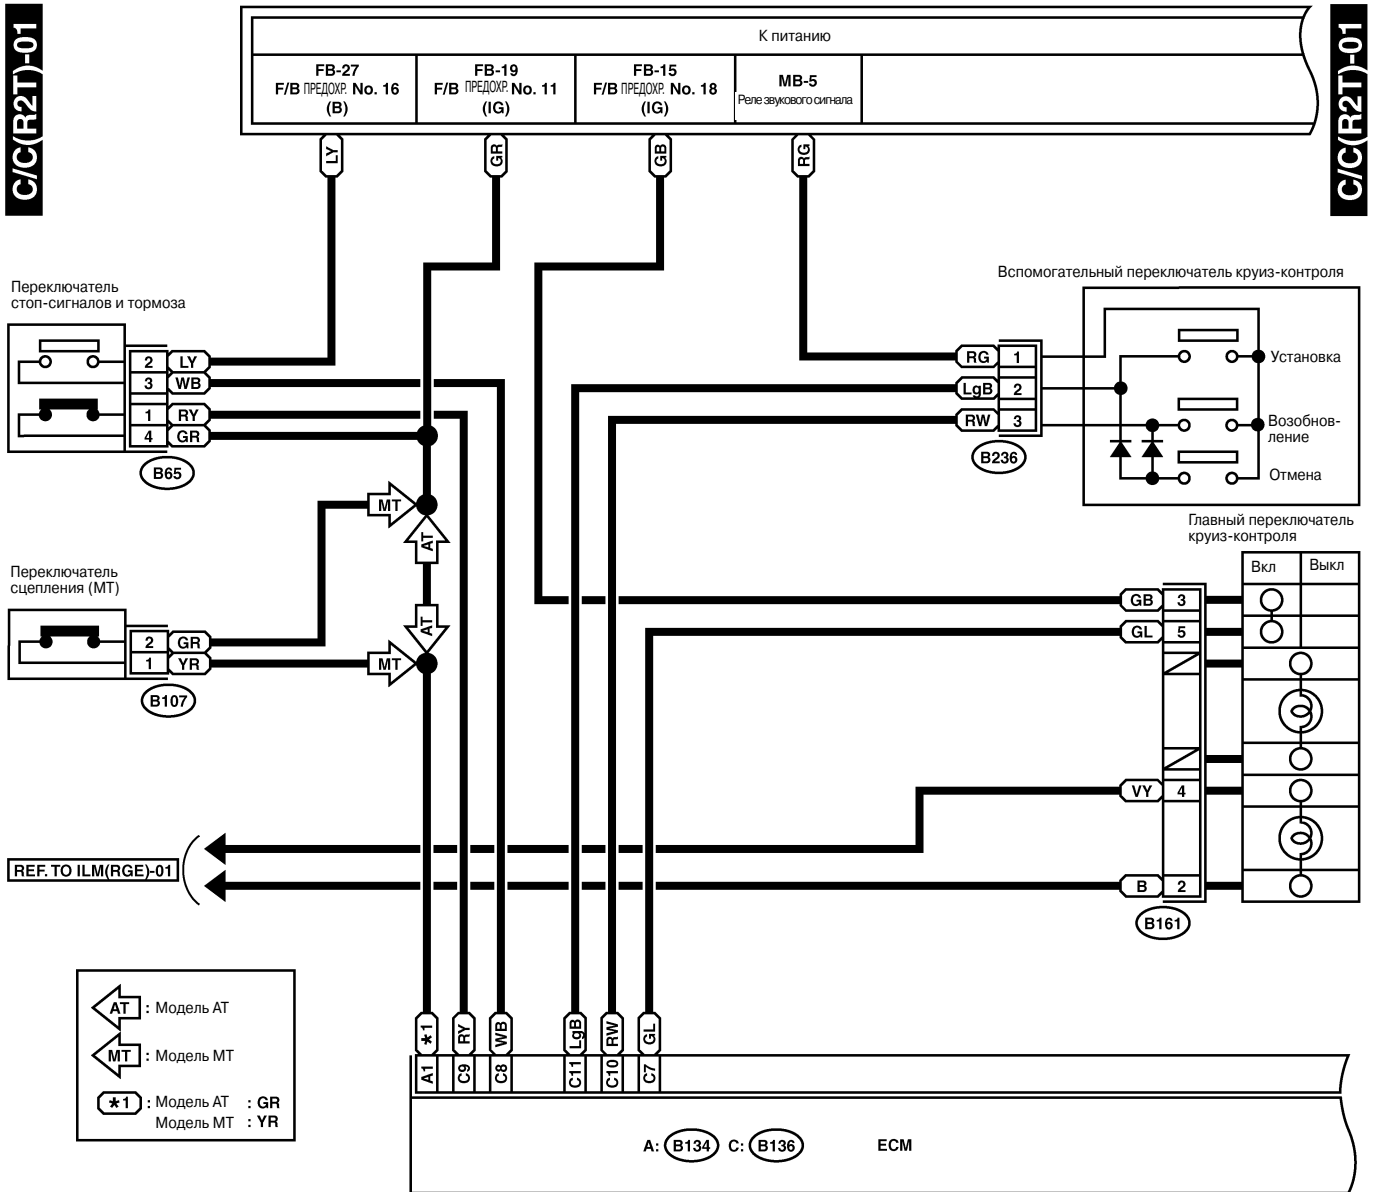 C/C(R2T)-01
C/C(R2T)-01
К питанию
FB-27
F/B ПРЕДОХР. No. 16
(B)
FB-19
F/B ПРЕДОХР. No. 11
(IG)
FB-15
F/B ПРЕДОХР. No. 18
(IG)
MB-5
Реле звукового сигнала
LY
GR
GB
RG
Переключатель
стоп-сигналов и тормоза
2 LY
3 WB
1 RY
4 GR
B65
Вспомогательный переключатель круиз-контроля
RG 1
LgB 2
RW 3
B236
Установка
Возобнов-
ление
Отмена
MT
AT
AT
MT
Переключатель
сцепления (МТ)
2 GR
1 YR
B107
Главный переключатель
круиз-контроля
Вкл Выкл
GB 3
GL 5
VY 4
B 2
B161
REF. TO ILM(RGE)-01
AT : Модель АТ
MT : Модель МТ
*1 : Модель АТ : GR
Модель МТ : YR
*1
RY
WB
LgB
RW
GL
A1
C9
C8
C11
C10
C7
A: B134 C: B136 ECM